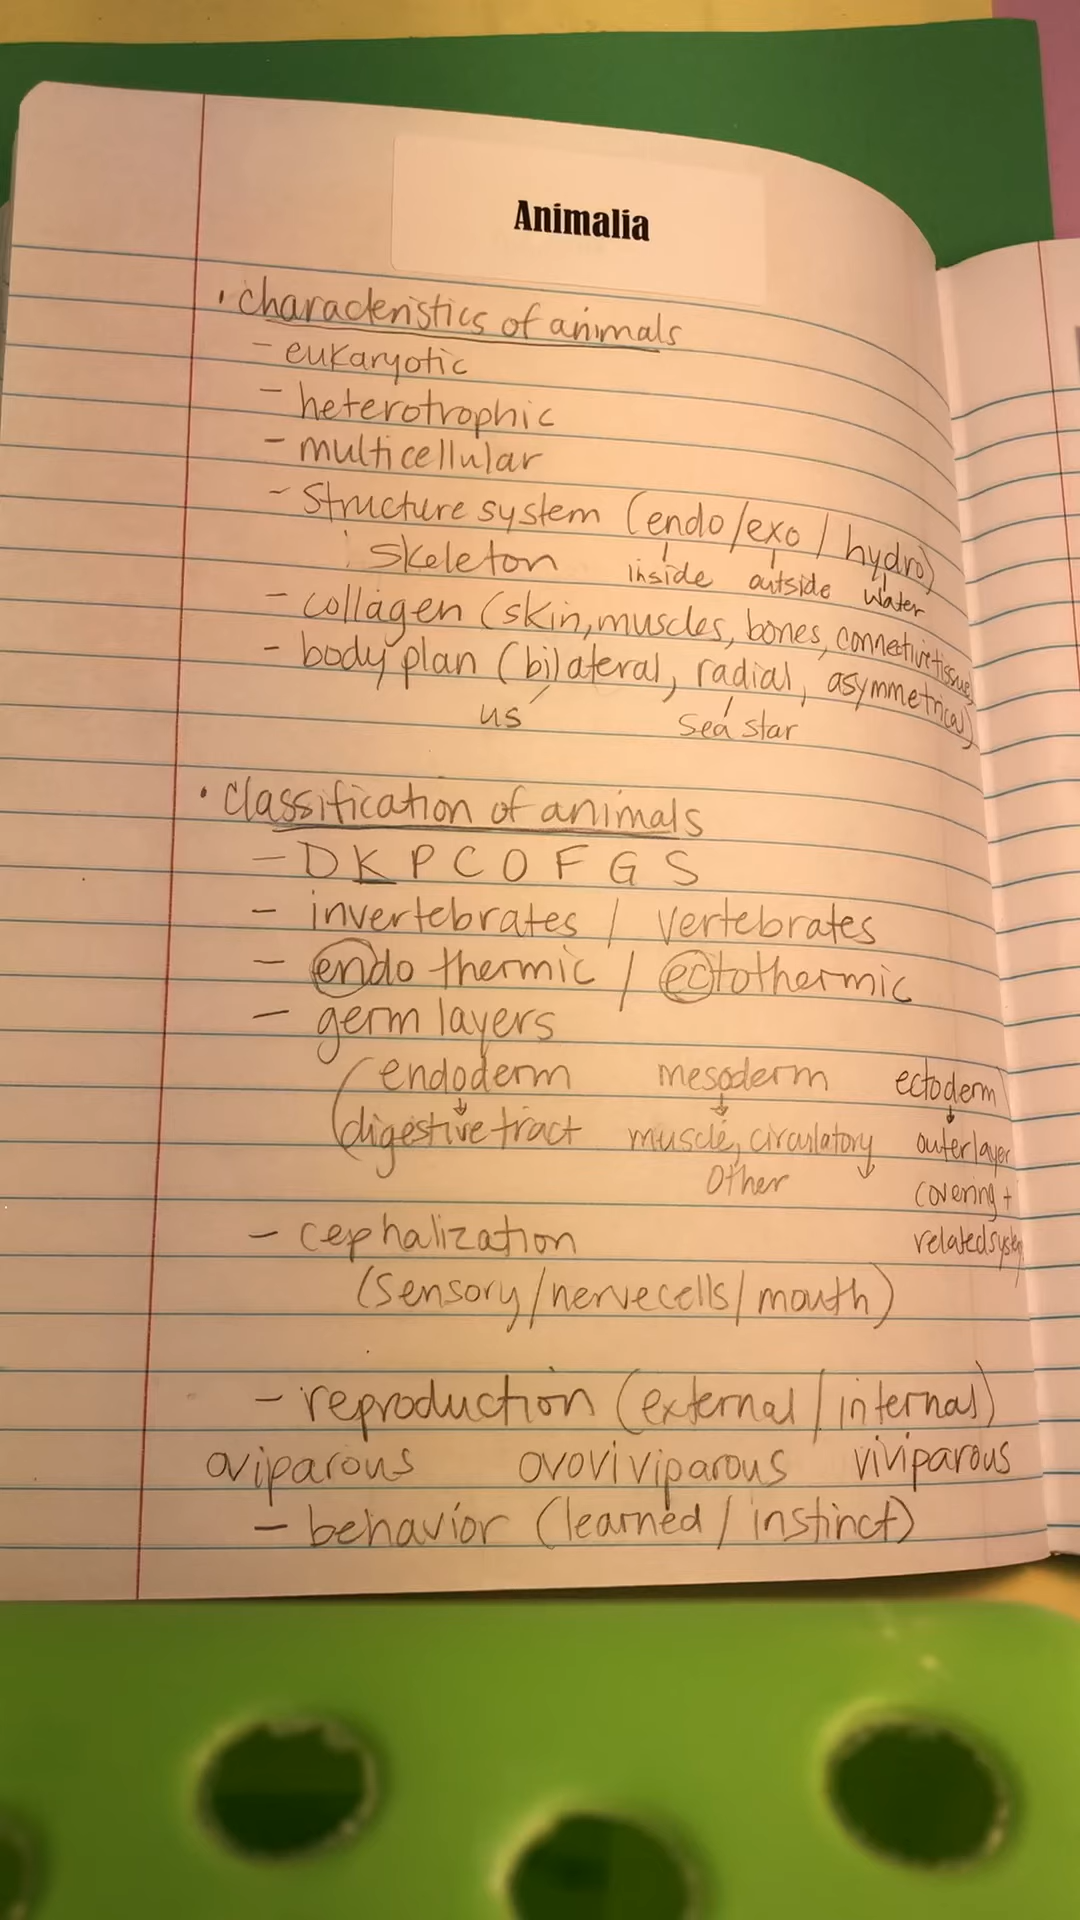 Animalia
· characteristics of animals
- eukaryotic
- heterotrophic
- multicellular
- structure system (endo/exo / hydro)
skeleton inside outside water
- collagen (skin, muscles, bones, connective tissue)
- body plan (bilateral, radial, asymmetrical)
us sea star
· classification of animals
- D K P C O F G S
- invertebrates / vertebrates
- endo thermic / ectothermic
- germ layers
endoderm mesoderm ectoderm
digestive tract muscle, circulatory outer layer
other covering +
- cephalization related system
(sensory/nerve cells/mouth)
- reproduction (external / internal)
oviparous ovoviviparous viviparous
- behavior (learned / instinct)